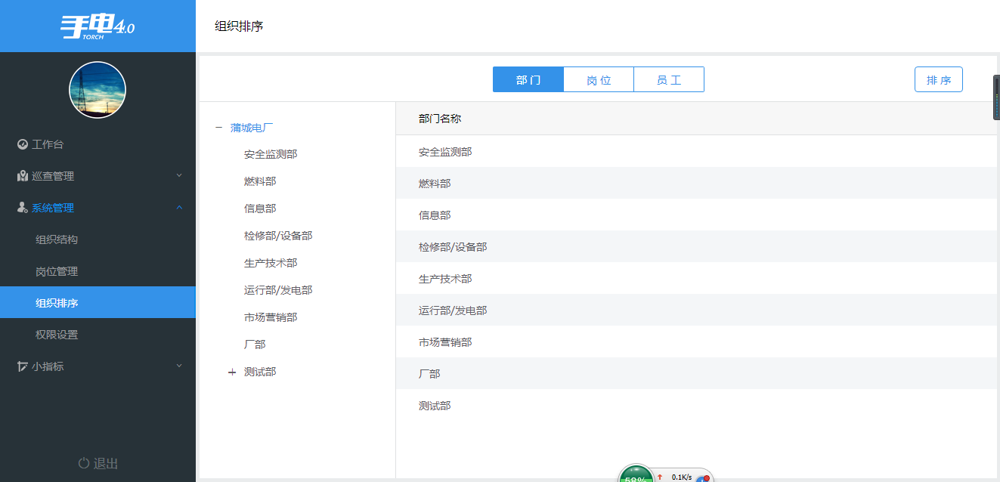 手电4.0
TORCH
组织排序
工作台
巡查管理
系统管理
组织结构
岗位管理
组织排序
权限设置
小指标
退出
部门 岗位 员工 排序
蒲城电厂
安全监测部
燃料部
信息部
检修部/设备部
生产技术部
运行部/发电部
市场营销部
厂部
测试部
部门名称
安全监测部
燃料部
信息部
检修部/设备部
生产技术部
运行部/发电部
市场营销部
厂部
测试部
58% 0.1K/s